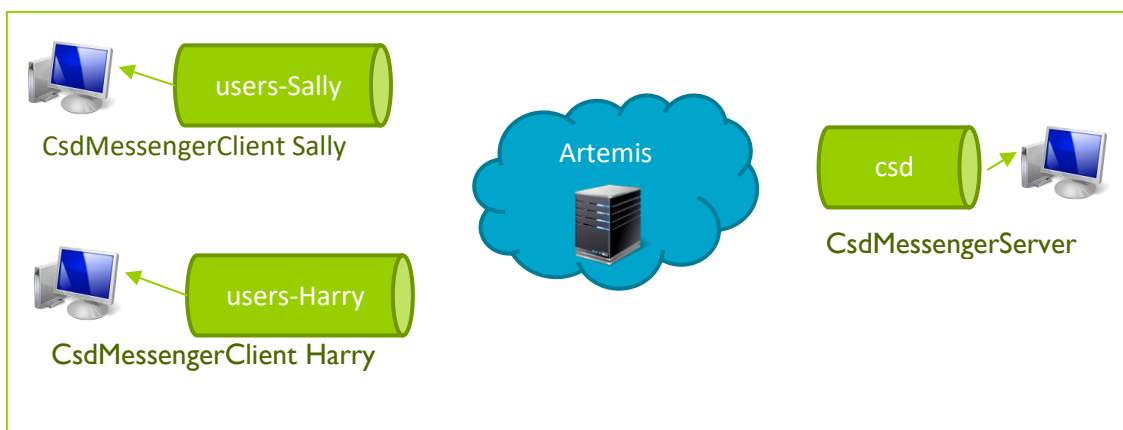 users-Sally
CsdMessengerClient Sally
Artemis
csd
CsdMessengerServer
users-Harry
CsdMessengerClient Harry